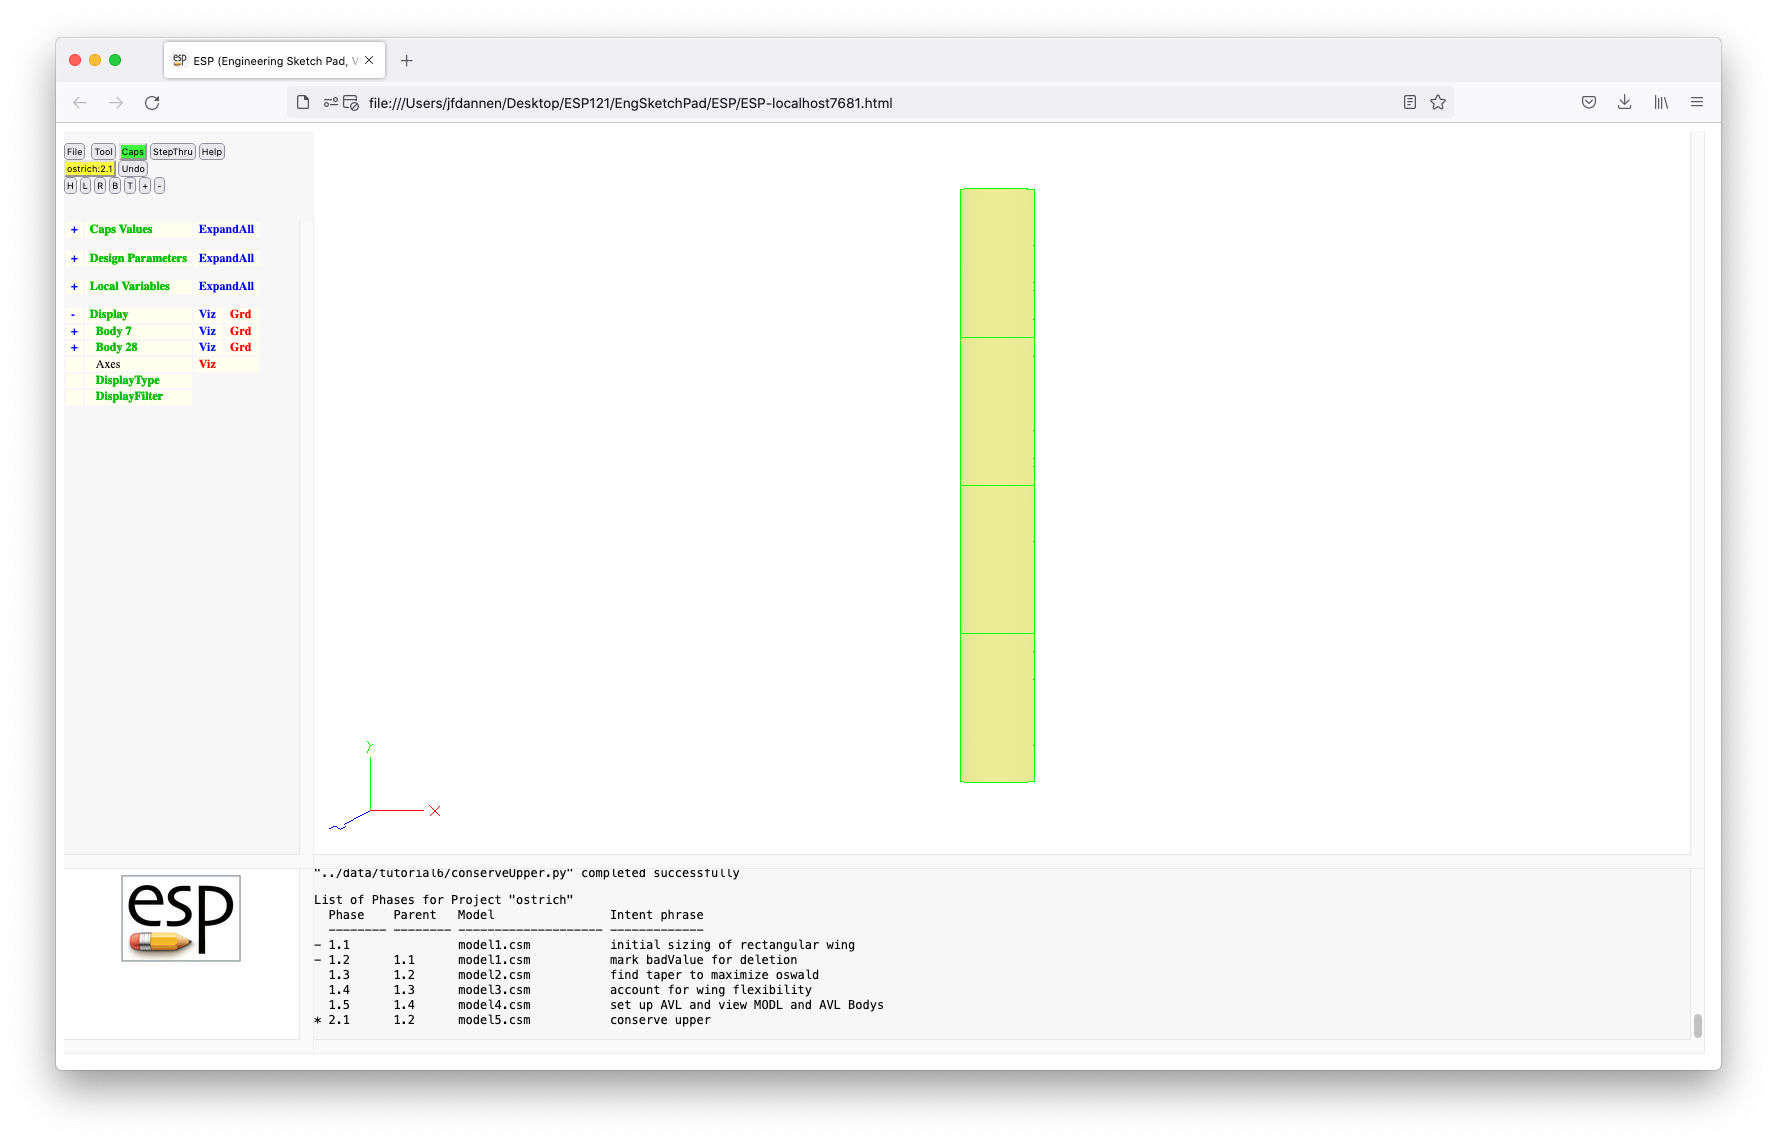 esp ESP (Engineering Sketch Pad, V
file:///Users/jfdannen/Desktop/ESP121/EngSketchPad/ESP/ESP-localhost7681.html
File Tool Caps StepThru Help
ostrich:2.1 Undo
H L R B T + -
+ Caps Values ExpandAll
+ Design Parameters ExpandAll
+ Local Variables ExpandAll
- Display Viz Grd
+ Body 7 Viz Grd
+ Body 28 Viz Grd
Axes Viz
DisplayType
DisplayFilter
Y
X
esp
"../data/tutorial6/conserveUpper.py" completed successfully
List of Phases for Project "ostrich"
Phase Parent Model Intent phrase
-------- -------- -------------------- -------------
- 1.1 model1.csm initial sizing of rectangular wing
- 1.2 1.1 model1.csm mark badValue for deletion
1.3 1.2 model2.csm find taper to maximize oswald
1.4 1.3 model3.csm account for wing flexibility
1.5 1.4 model4.csm set up AVL and view MODL and AVL Bodys
* 2.1 1.2 model5.csm conserve upper